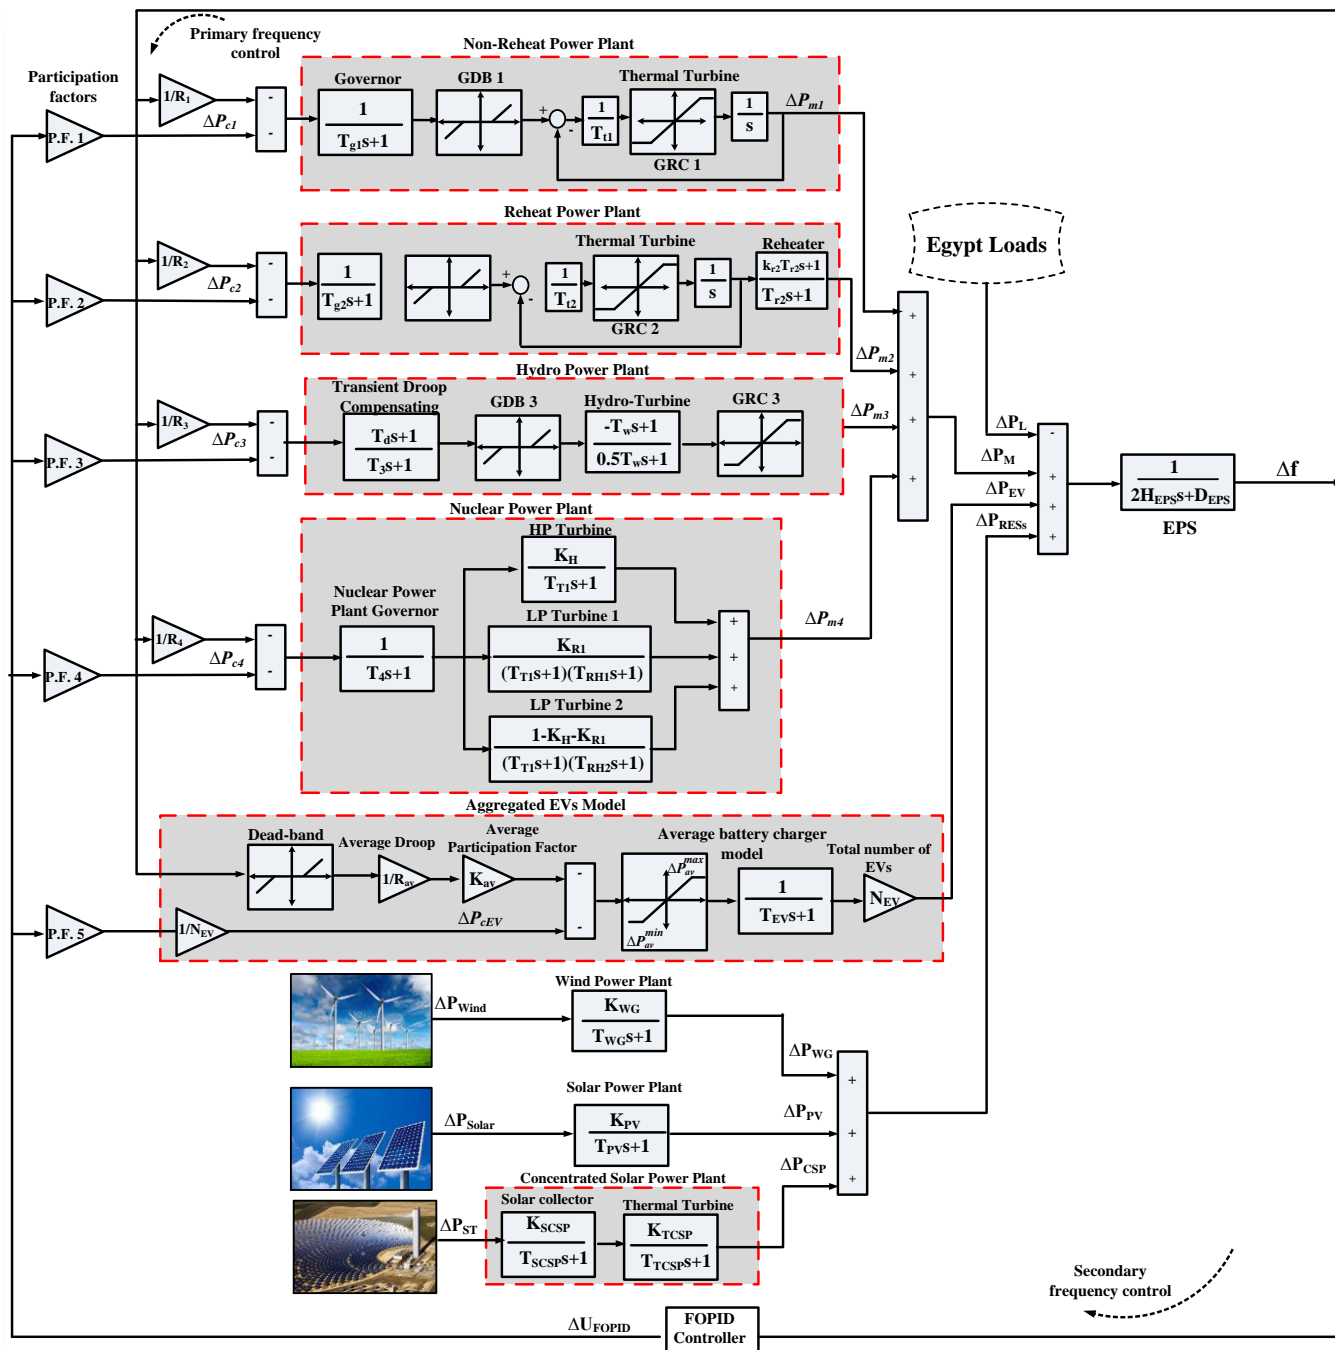 Primary frequency
control
Participation
factors
Non-Reheat Power Plant
Governor
GDB 1
Thermal Turbine
1/R1
ΔPc1
P.F. 1
-
-
1
Tg1s+1
+
-
1
Tt1
GRC 1
1
s
ΔPm1
Reheat Power Plant
Thermal Turbine
Reheater
1/R2
ΔPc2
P.F. 2
-
-
1
Tg2s+1
+
-
1
Tt2
GRC 2
1
s
kr2Tr2s+1
Tr2s+1
ΔPm2
Egypt Loads
Hydro Power Plant
Transient Droop
Compensating
GDB 3
Hydro-Turbine
GRC 3
1/R3
ΔPc3
P.F. 3
-
-
Tds+1
T3s+1
-Tws+1
0.5Tws+1
ΔPm3
+
+
+
+
ΔPL
ΔPM
ΔPEV
ΔPRESs
-
+
+
+
1
2HEPSs+DEPS
EPS
Δf
Nuclear Power Plant
HP Turbine
KH
TT1s+1
Nuclear Power
Plant Governor
1/R4
ΔPc4
P.F. 4
-
-
1
T4s+1
LP Turbine 1
KR1
(TT1s+1)(TRH1s+1)
LP Turbine 2
1-KH-KR1
(TT1s+1)(TRH2s+1)
+
+
+
ΔPm4
Aggregated EVs Model
Dead-band
Average Droop
Average
Participation Factor
Average battery charger
model
Total number of
EVs
1/Rav
Kav
-
-
ΔPavmax
ΔPavmin
1
TEVs+1
NEV
P.F. 5
1/NEV
ΔPcEV
Wind Power Plant
ΔPWind
KWG
TWGs+1
ΔPWG
Solar Power Plant
ΔPSolar
KPV
TPVs+1
ΔPPV
+
+
+
ΔPCSP
Concentrated Solar Power Plant
Solar collector
Thermal Turbine
ΔPST
KSCSP
TSCSPs+1
KTCSP
TTCSPs+1
Secondary
frequency control
ΔUFOPID
FOPID
Controller